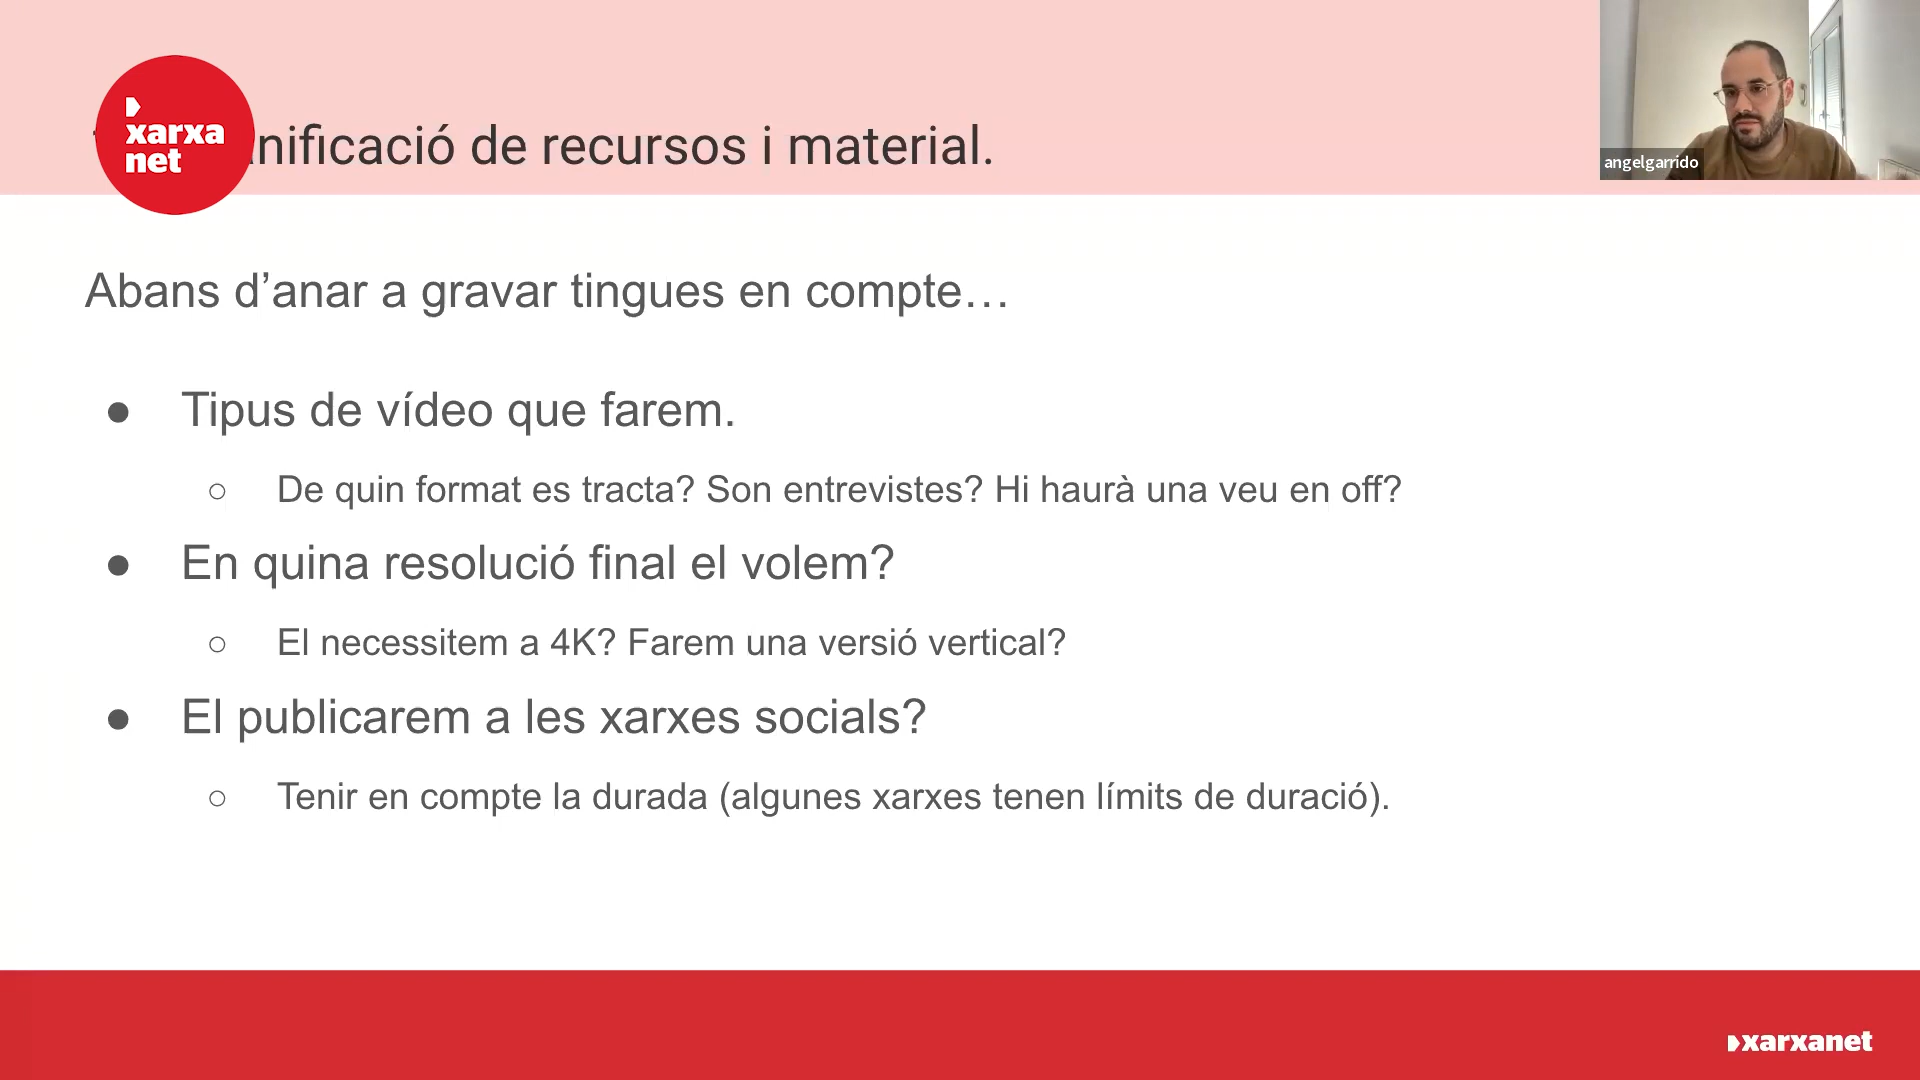 xarxa
net
nificació de recursos i material.
angelgarrido
Abans d’anar a gravar tingues en compte…
● Tipus de vídeo que farem.
○ De quin format es tracta? Son entrevistes? Hi haurà una veu en off?
● En quina resolució final el volem?
○ El necessitem a 4K? Farem una versió vertical?
● El publicarem a les xarxes socials?
○ Tenir en compte la durada (algunes xarxes tenen límits de duració).
xarxanet